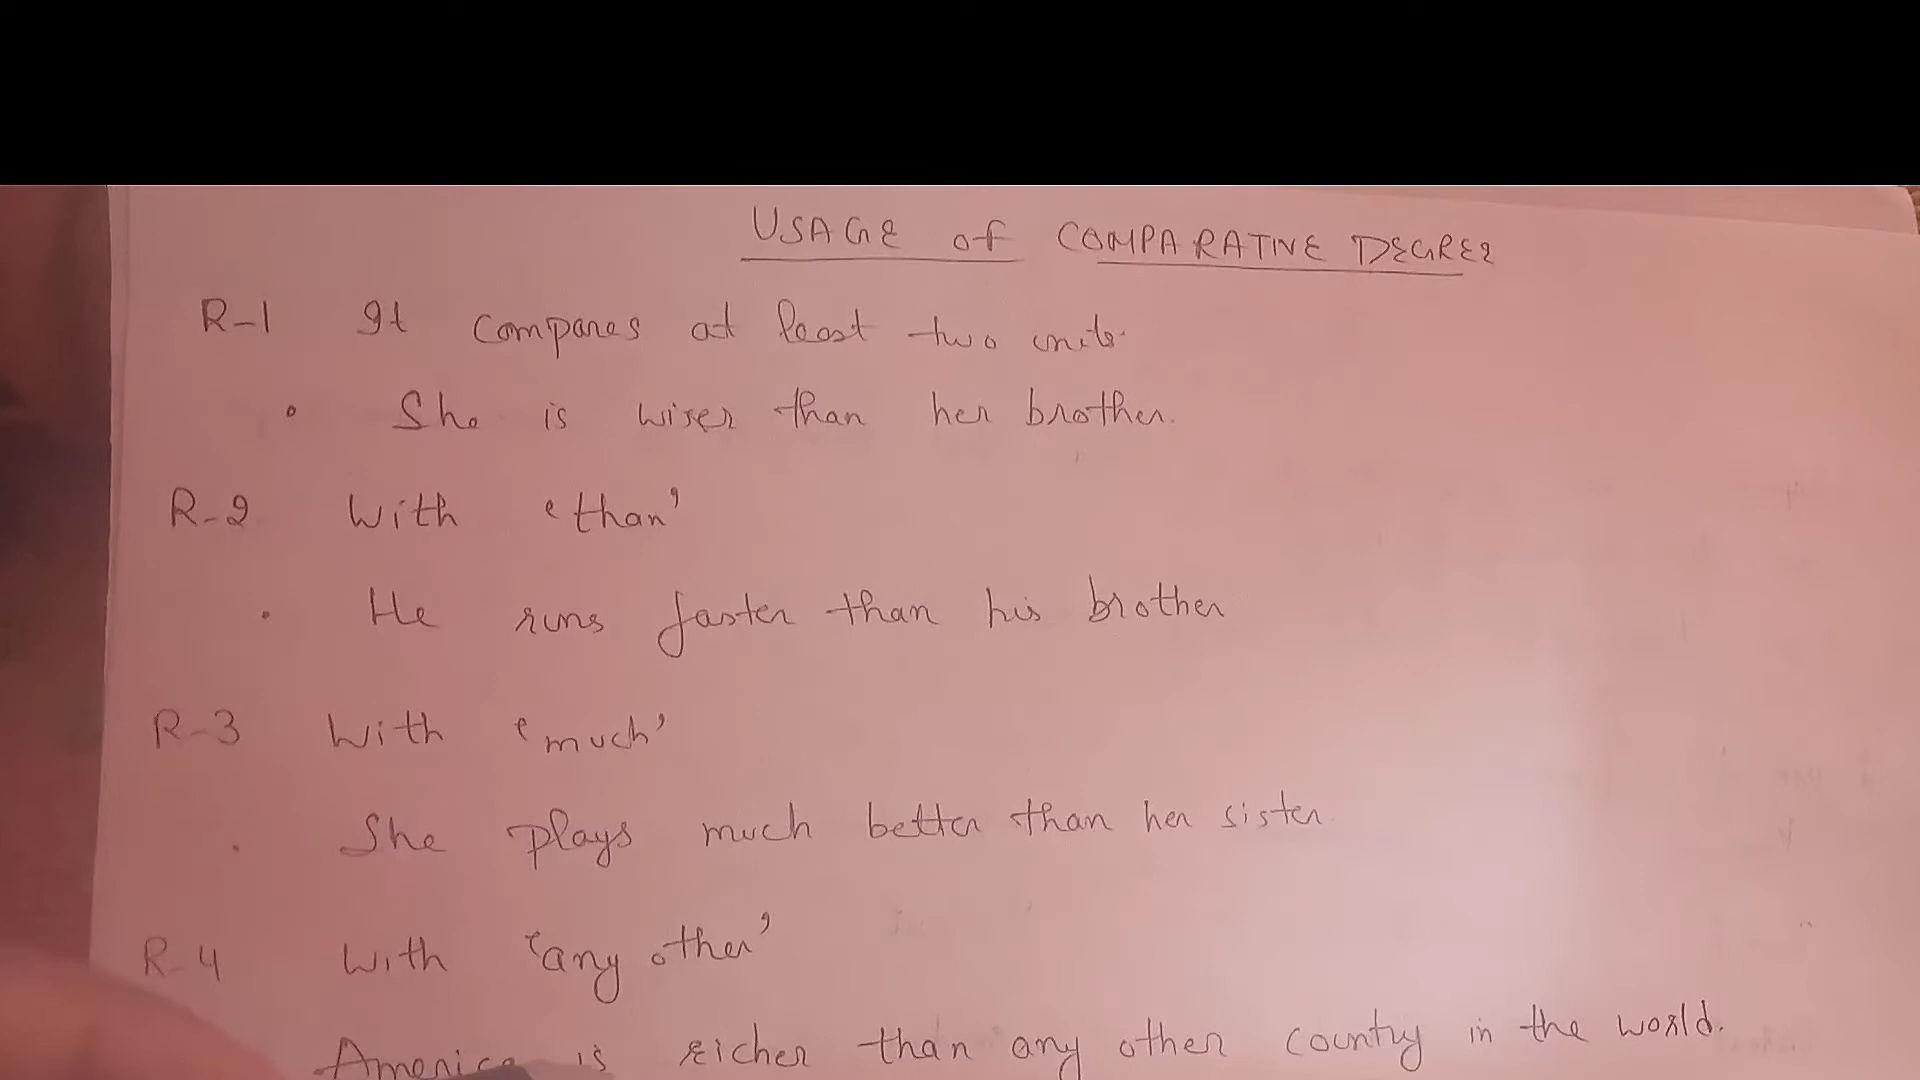 USAGE of COMPARATIVE DEGREE
R-1 It compares at least two units.
• She is wiser than her brother.
R-2 With 'than'
• He runs faster than his brother
R-3 With 'much'
• She plays much better than her sister.
R-4 With 'any other'
America is richer than any other country in the world.